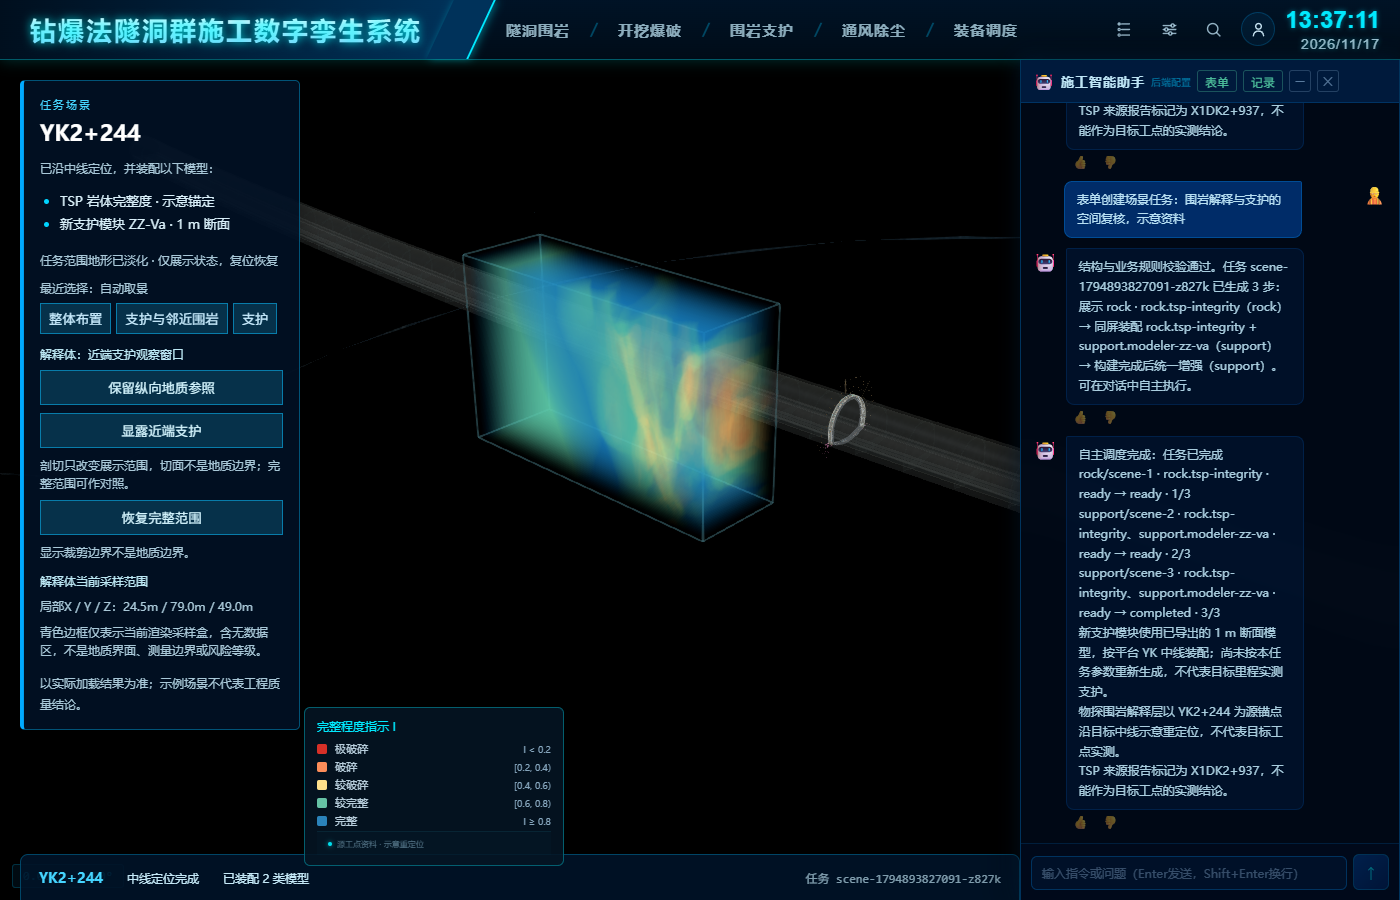 钻爆法隧洞群施工数字孪生系统
隧洞围岩 / 开挖爆破 / 围岩支护 / 通风除尘 / 装备调度
13:37:11
2026/11/17
任务场景
YK2+244
已沿中线定位，并装配以下模型：
TSP 岩体完整度 · 示意锚定
新支护模块 ZZ-Va · 1 m 断面
任务范围地形已淡化 · 仅展示状态，复位恢复
最近选择：自动取景
整体布置 支护与邻近围岩 支护
解释体：近端支护观察窗口
保留纵向地质参照
显露近端支护
剖切只改变展示范围，切面不是地质边界；完
整范围可作对照。
恢复完整范围
显示裁剪边界不是地质边界。
解释体当前采样范围
局部X / Y / Z：24.5m / 79.0m / 49.0m
青色边框仅表示当前渲染采样盒，含无数据
区，不是地质界面、测量边界或风险等级。
以实际加载结果为准；示例场景不代表工程质
量结论。
完整程度指示 I
极破碎 I < 0.2
破碎 [0.2, 0.4)
较破碎 [0.4, 0.6)
较完整 [0.6, 0.8)
完整 I ≥ 0.8
源工点资料 · 示意重定位
YK2+244 中线定位完成 已装配 2 类模型
任务 scene-1794893827091-z827k
施工智能助手 后端配置 表单 记录
TSP 来源报告标记为 X1DK2+937，不
能作为目标工点的实测结论。
表单创建场景任务：围岩解释与支护的
空间复核，示意资料
结构与业务规则校验通过。任务 scene-
1794893827091-z827k 已生成 3 步：
展示 rock · rock.tsp-integrity（rock）
→ 同屏装配 rock.tsp-integrity +
support.modeler-zz-va（support）
→ 构建完成后统一增强（support）。
可在对话中自主执行。
自主调度完成：任务已完成
rock/scene-1 · rock.tsp-integrity ·
ready → ready · 1/3
support/scene-2 · rock.tsp-
integrity、support.modeler-zz-va ·
ready → ready · 2/3
support/scene-3 · rock.tsp-
integrity、support.modeler-zz-va ·
ready → completed · 3/3
新支护模块使用已导出的 1 m 断面模
型，按平台 YK 中线装配；尚未按本任
务参数重新生成，不代表目标里程实测
支护。
物探围岩解释层以 YK2+244 为源锚点
沿目标中线示意重定位，不代表目标工
点实测。
TSP 来源报告标记为 X1DK2+937，不
能作为目标工点的实测结论。
输入指令或问题（Enter发送，Shift+Enter换行）